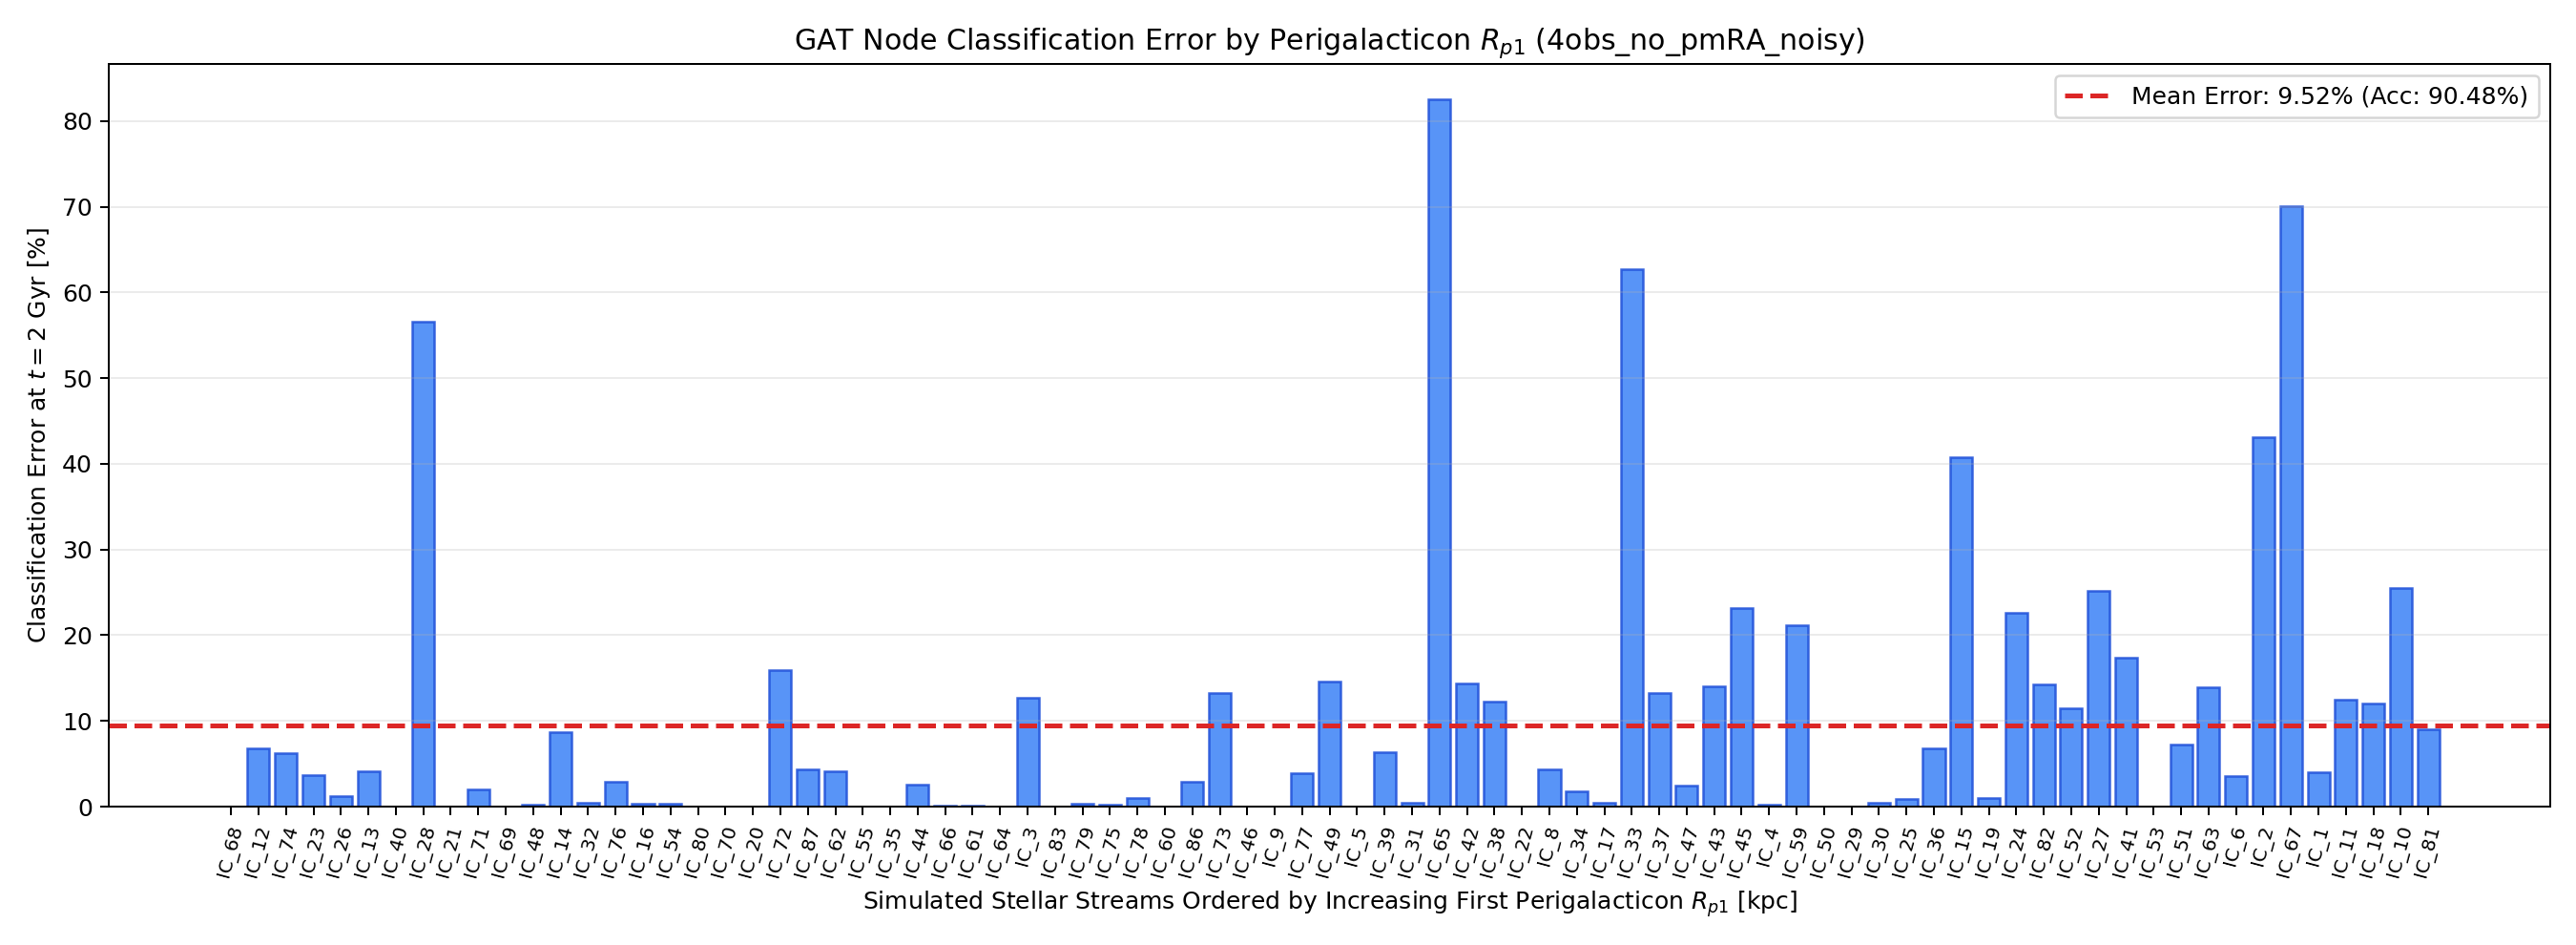 GAT Node Classification Error by Perigalacticon R_{p1} (4obs_no_pmRA_noisy)
Mean Error: 9.52% (Acc: 90.48%)
Classification Error at t = 2 Gyr [%]
80
70
60
50
40
30
20
10
0
IC_68 IC_12 IC_74 IC_23 IC_26 IC_13 IC_40 IC_28 IC_21 IC_71 IC_69 IC_48 IC_14 IC_32 IC_76 IC_16 IC_54 IC_80 IC_70 IC_20 IC_72 IC_87 IC_62 IC_55 IC_35 IC_44 IC_66 IC_61 IC_64 IC_3 IC_83 IC_79 IC_75 IC_78 IC_60 IC_86 IC_73 IC_46 IC_9 IC_77 IC_49 IC_5 IC_39 IC_31 IC_65 IC_42 IC_38 IC_22 IC_8 IC_34 IC_17 IC_33 IC_37 IC_47 IC_43 IC_45 IC_4 IC_59 IC_50 IC_29 IC_30 IC_25 IC_36 IC_15 IC_19 IC_24 IC_82 IC_52 IC_27 IC_41 IC_53 IC_51 IC_63 IC_6 IC_2 IC_67 IC_1 IC_11 IC_18 IC_10 IC_81
Simulated Stellar Streams Ordered by Increasing First Perigalacticon R_{p1} [kpc]